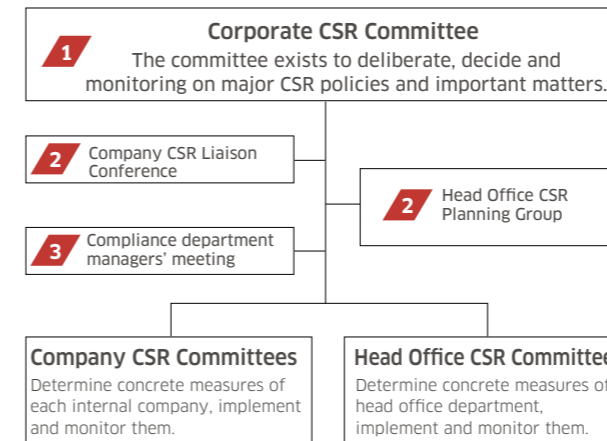 1
Corporate CSR Committee
The committee exists to deliberate, decide and
monitoring on major CSR policies and important matters.
2
Company CSR Liaison
Conference
2
Head Office CSR
Planning Group
3
Compliance department
managers' meeting
Company CSR Committees
Determine concrete measures of
each internal company, implement
and monitor them.
Head Office CSR Committe
Determine concrete measures of
head office department,
implement and monitor them.